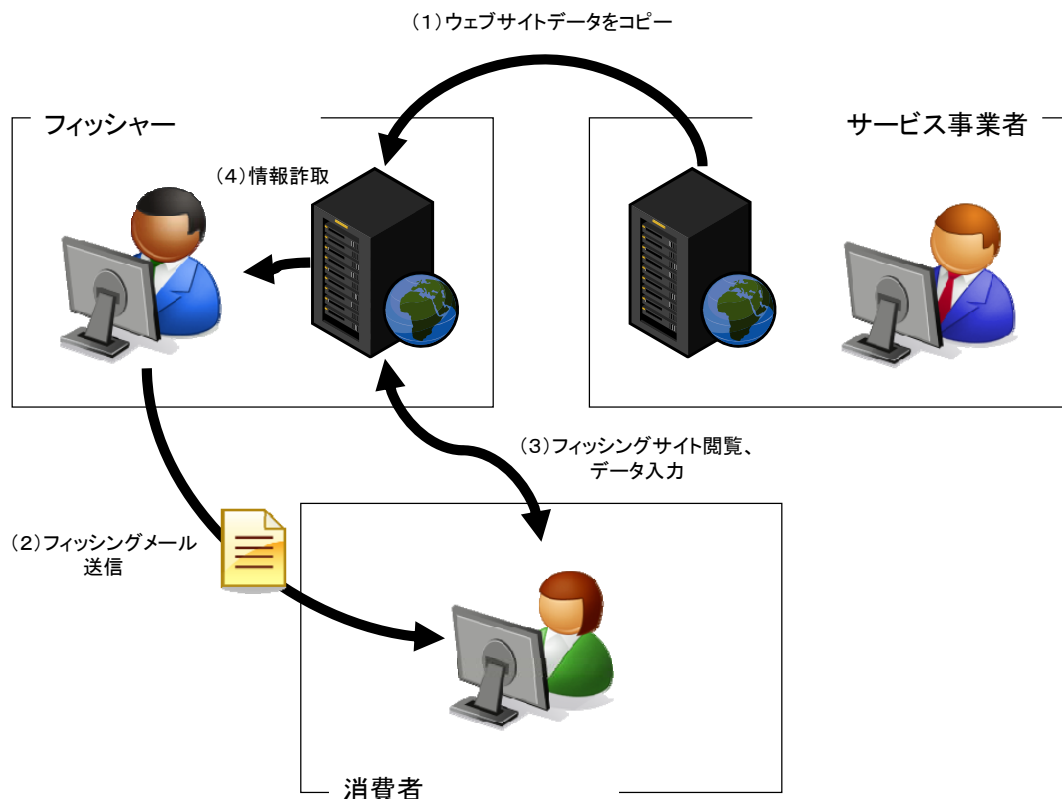 (1)ウェブサイトデータをコピー
フィッシャー
サービス事業者
(4)情報詐取
(3)フィッシングサイト閲覧、
データ入力
(2)フィッシングメール
送信
消費者